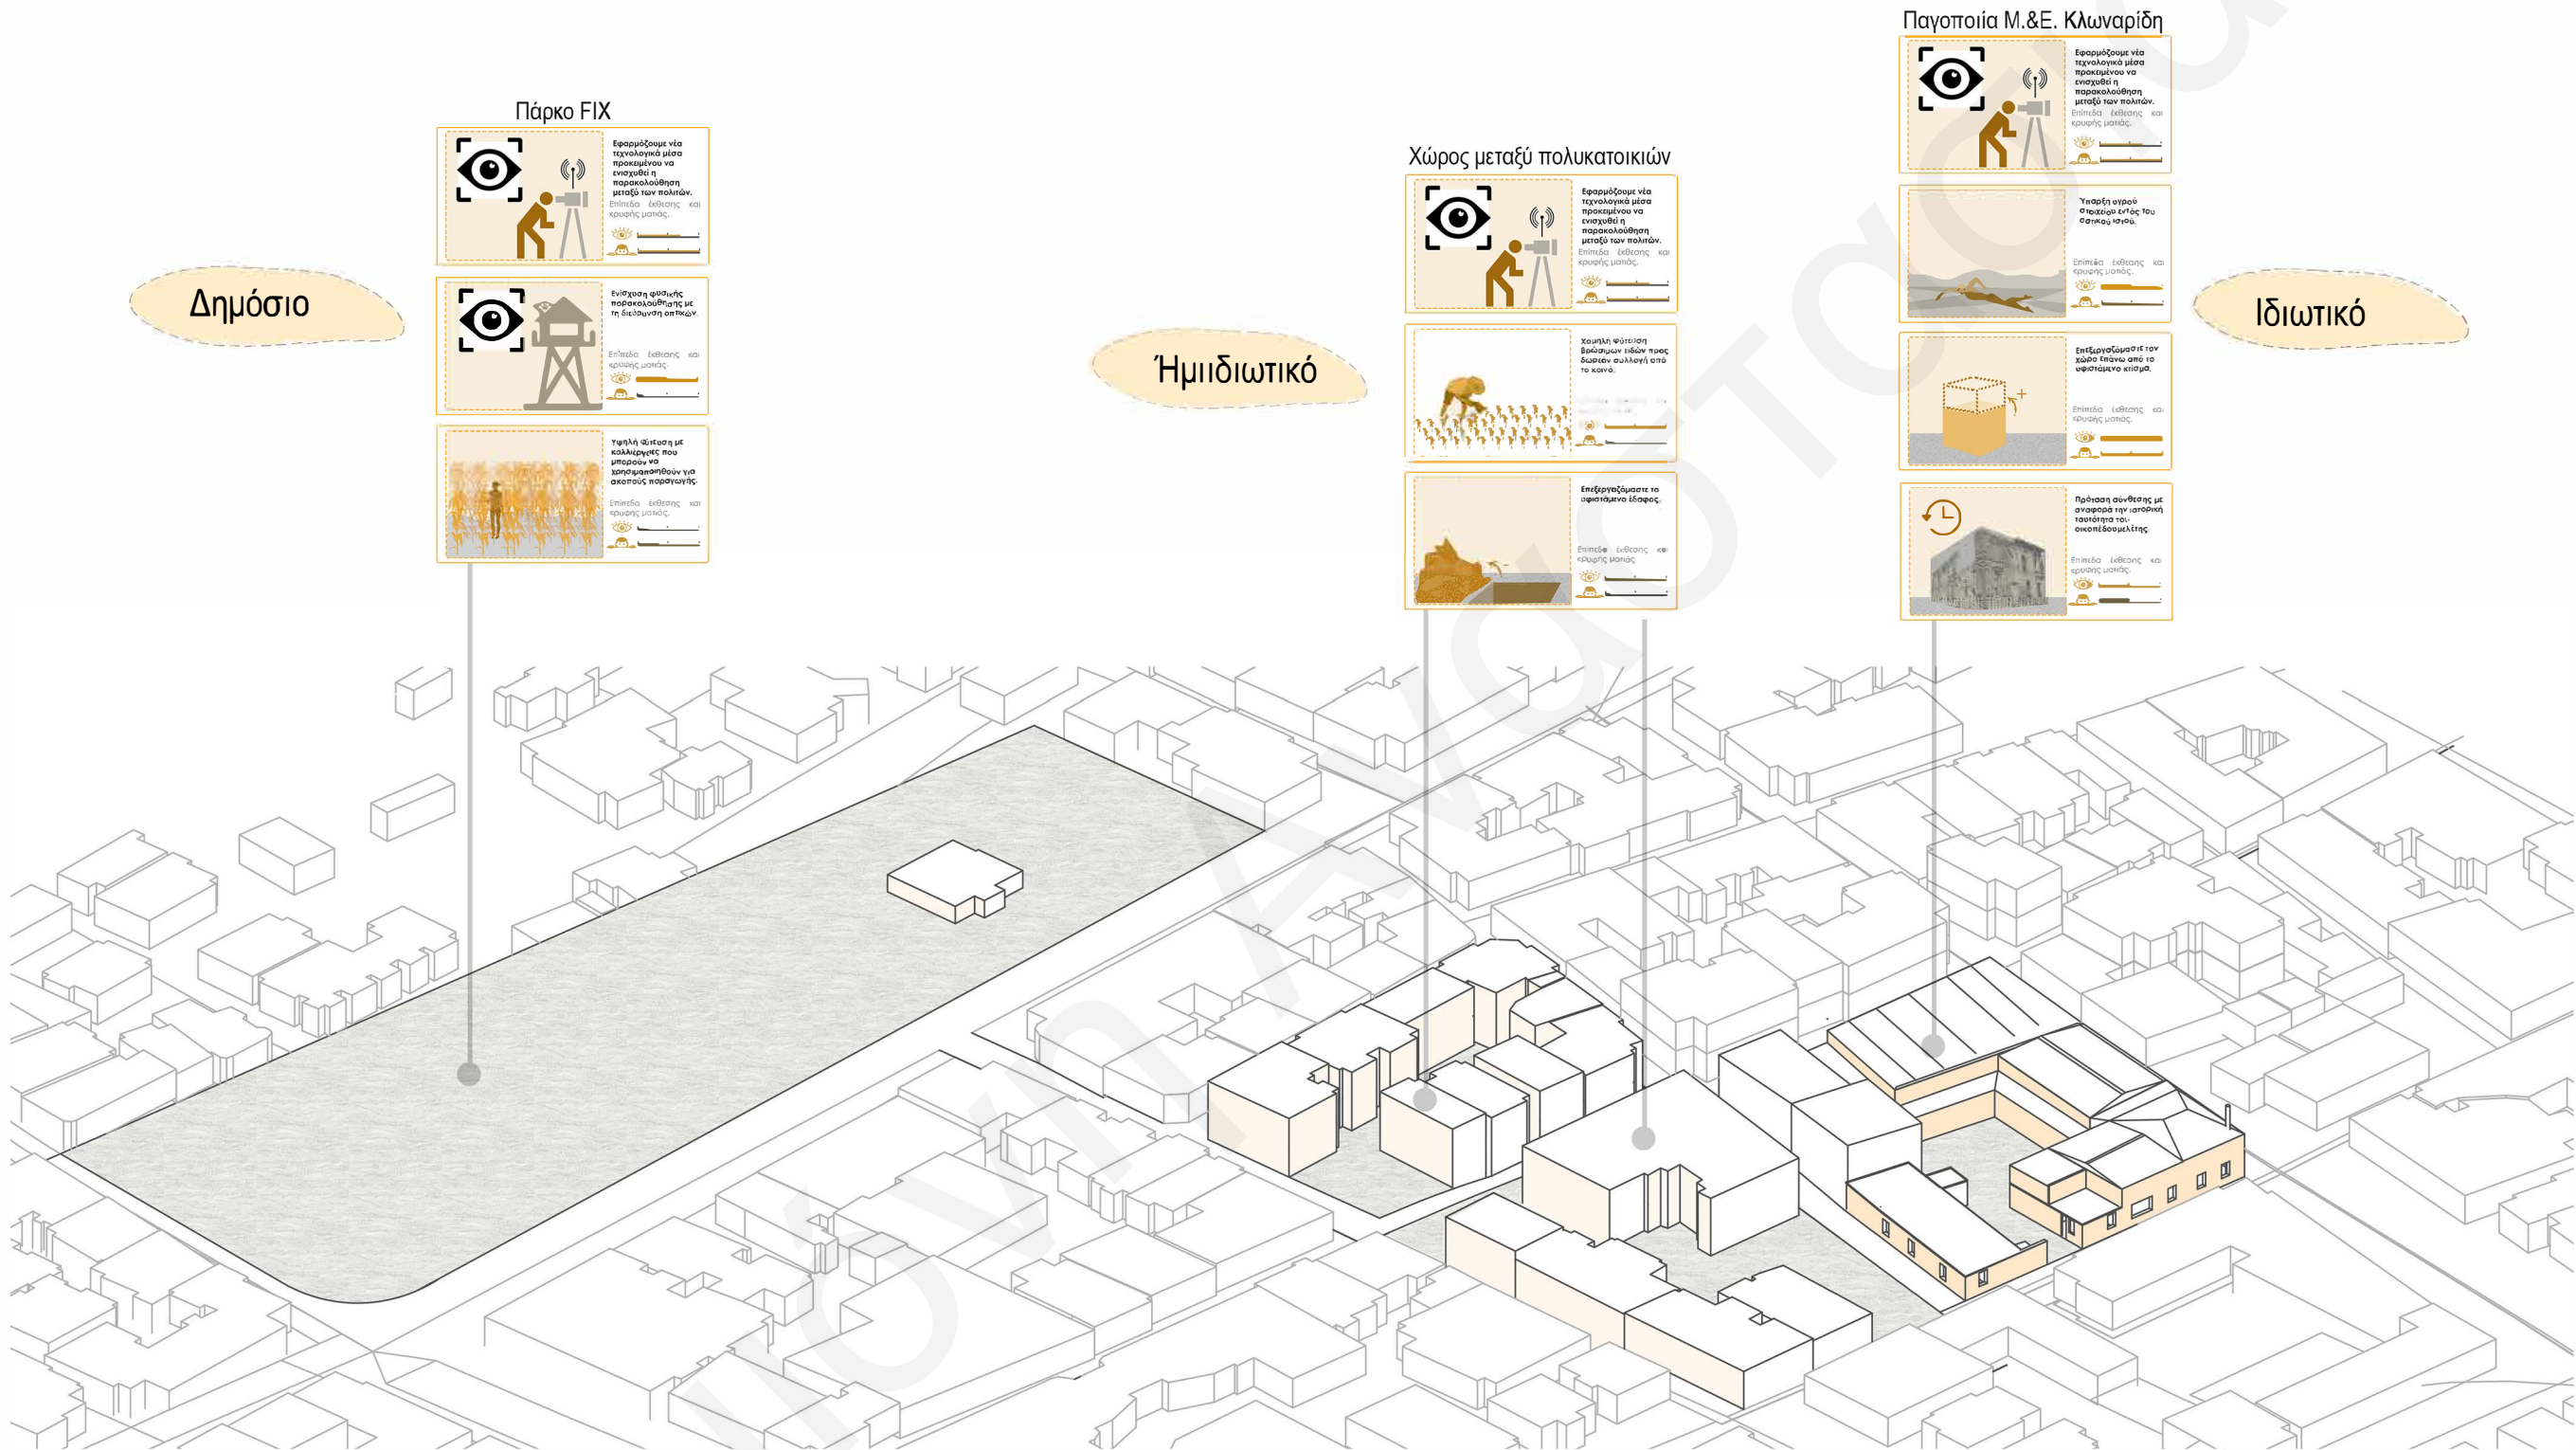 Πάρκο FIX
Εφαρμόζουμε νέα
τεχνολογικά μέσα
προκειμένου να
ενισχυθεί η
παρακολούθηση
μεταξύ των πολιτών.
Επίπεδα έκθεσης και
κρυφής ματιάς.
Δημόσιο
Ενίσχυση φυσικής
παρακολούθησης με
τη διεύρυνση οπτικών.
Επίπεδα έκθεσης και
κρυφής ματιάς.
Υψηλή φύτευση με
καλλιέργειες που
μπορούν να
χρησιμοποιηθούν για
σκοπούς παραγωγής.
Επίπεδα έκθεσης και
κρυφής ματιάς.
Χώρος μεταξύ πολυκατοικιών
Εφαρμόζουμε νέα
τεχνολογικά μέσα
προκειμένου να
ενισχυθεί η
παρακολούθηση
μεταξύ των πολιτών.
Επίπεδα έκθεσης και
κρυφής ματιάς.
Ήμιιδιωτικό
Χαμηλή φύτευση
βρώσιμων ειδών προς
δωρεάν συλλογή από
το κοινό.
Επεξεργαζόμαστε το
υφιστάμενο έδαφος.
Επίπεδα έκθεσης και
κρυφής ματιάς
Παγοποιία Μ.&Ε. Κλωναρίδη
Εφαρμόζουμε νέα
τεχνολογικά μέσα
προκειμένου να
ενισχυθεί η
παρακολούθηση
μεταξύ των πολιτών.
Επίπεδα έκθεσης και
κρυφής ματιάς.
Ύπαρξη υγρού
στοιχείου εντός του
αστικού ιστού.
Επίπεδα έκθεσης και
κρυφής ματιάς.
Ιδιωτικό
Επεξεργαζόμαστε τον
χώρο επάνω από το
υφιστάμενο κτίσμα.
Επίπεδα έκθεσης και
κρυφής ματιάς.
Πρόταση σύνθεσης με
αναφορά την ιστορική
ταυτότητα του
οικοπέδουμελέτης.
Επίπεδα έκθεσης και
κρυφής ματιάς.